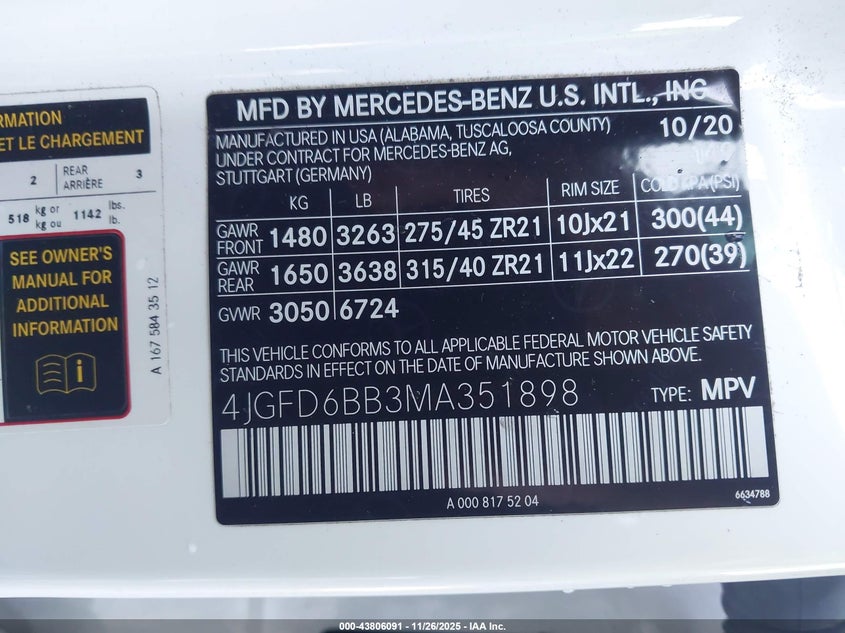 RMATION
ET LE CHARGEMENT
2 REAR ARRIÈRE 3
518 kg or kg ou 1142 lbs. lb.
SEE OWNER'S
MANUAL FOR
ADDITIONAL
INFORMATION
A 167 584 35 12
MFD BY MERCEDES-BENZ U.S. INTL., INC
MANUFACTURED IN USA (ALABAMA, TUSCALOOSA COUNTY) 10/20
UNDER CONTRACT FOR MERCEDES-BENZ AG,
STUTTGART (GERMANY)
KG LB TIRES RIM SIZE COLD KPA(PSI)
GAWR FRONT 1480 3263 275/45 ZR21 10Jx21 300(44)
GAWR REAR 1650 3638 315/40 ZR21 11Jx22 270(39)
GVWR 3050 6724
THIS VEHICLE CONFORMS TO ALL APPLICABLE FEDERAL MOTOR VEHICLE SAFETY
STANDARDS IN EFFECT ON THE DATE OF MANUFACTURE SHOWN ABOVE.
4JGFD6BB3MA351898 TYPE: MPV
A 000 817 52 04
6634788
000-43806091 - 11/26/2025 - IAA Inc.